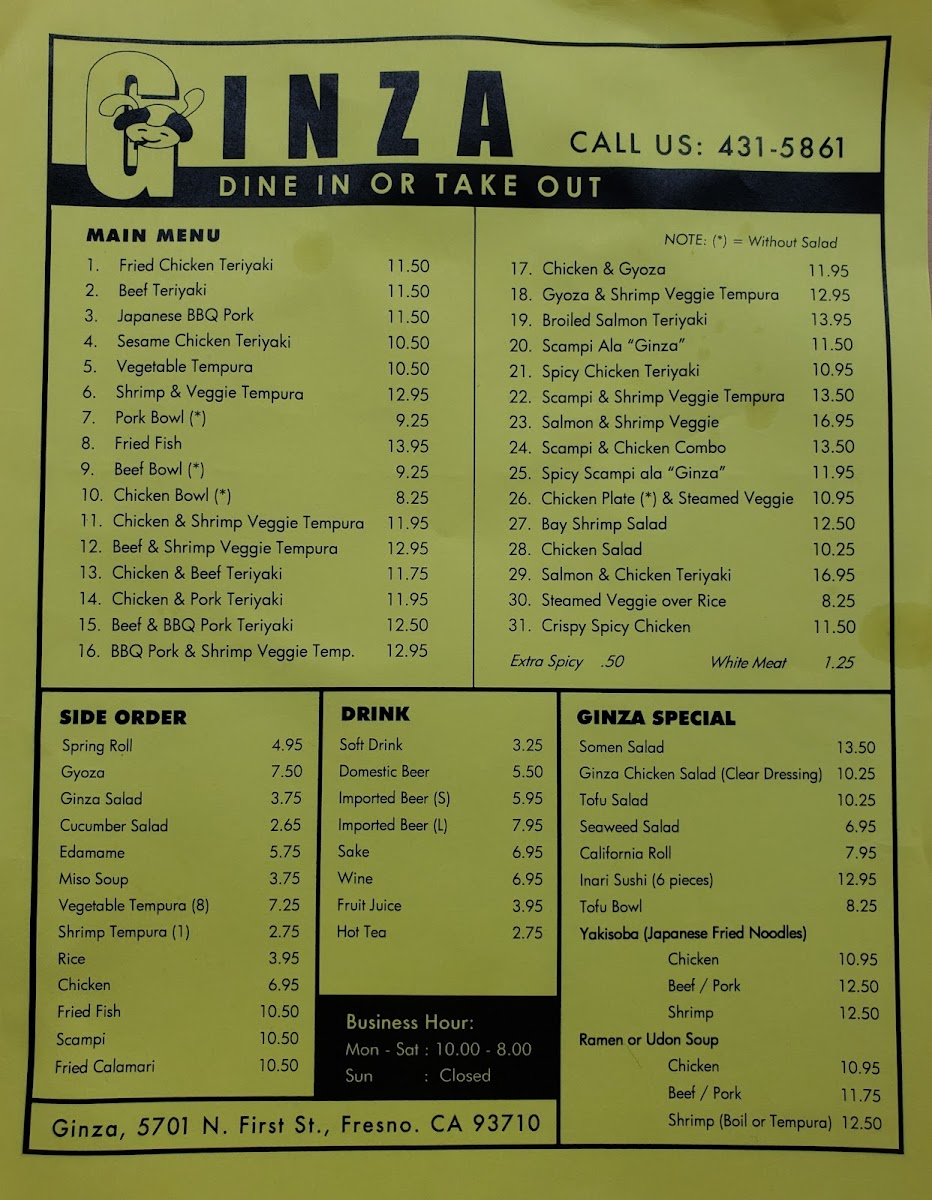 GINZA
CALL US: 431-5861
DINE IN OR TAKE OUT
MAIN MENU
1. Fried Chicken Teriyaki 11.50
2. Beef Teriyaki 11.50
3. Japanese BBQ Pork 11.50
4. Sesame Chicken Teriyaki 10.50
5. Vegetable Tempura 10.50
6. Shrimp & Veggie Tempura 12.95
7. Pork Bowl (*) 9.25
8. Fried Fish 13.95
9. Beef Bowl (*) 9.25
10. Chicken Bowl (*) 8.25
11. Chicken & Shrimp Veggie Tempura 11.95
12. Beef & Shrimp Veggie Tempura 12.95
13. Chicken & Beef Teriyaki 11.75
14. Chicken & Pork Teriyaki 11.95
15. Beef & BBQ Pork Teriyaki 12.50
16. BBQ Pork & Shrimp Veggie Temp. 12.95
NOTE: (*) = Without Salad
17. Chicken & Gyoza 11.95
18. Gyoza & Shrimp Veggie Tempura 12.95
19. Broiled Salmon Teriyaki 13.95
20. Scampi Ala “Ginza” 11.50
21. Spicy Chicken Teriyaki 10.95
22. Scampi & Shrimp Veggie Tempura 13.50
23. Salmon & Shrimp Veggie 16.95
24. Scampi & Chicken Combo 13.50
25. Spicy Scampi ala “Ginza” 11.95
26. Chicken Plate (*) & Steamed Veggie 10.95
27. Bay Shrimp Salad 12.50
28. Chicken Salad 10.25
29. Salmon & Chicken Teriyaki 16.95
30. Steamed Veggie over Rice 8.25
31. Crispy Spicy Chicken 11.50
Extra Spicy .50 White Meat 1.25
SIDE ORDER
Spring Roll 4.95
Gyoza 7.50
Ginza Salad 3.75
Cucumber Salad 2.65
Edamame 5.75
Miso Soup 3.75
Vegetable Tempura (8) 7.25
Shrimp Tempura (1) 2.75
Rice 3.95
Chicken 6.95
Fried Fish 10.50
Scampi 10.50
Fried Calamari 10.50
DRINK
Soft Drink 3.25
Domestic Beer 5.50
Imported Beer (S) 5.95
Imported Beer (L) 7.95
Sake 6.95
Wine 6.95
Fruit Juice 3.95
Hot Tea 2.75
Business Hour:
Mon - Sat : 10.00 - 8.00
Sun : Closed
GINZA SPECIAL
Somen Salad 13.50
Ginza Chicken Salad (Clear Dressing) 10.25
Tofu Salad 10.25
Seaweed Salad 6.95
California Roll 7.95
Inari Sushi (6 pieces) 12.95
Tofu Bowl 8.25
Yakisoba (Japanese Fried Noodles)
Chicken 10.95
Beef / Pork 12.50
Shrimp 12.50
Ramen or Udon Soup
Chicken 10.95
Beef / Pork 11.75
Shrimp (Boil or Tempura) 12.50
Ginza, 5701 N. First St., Fresno. CA 93710